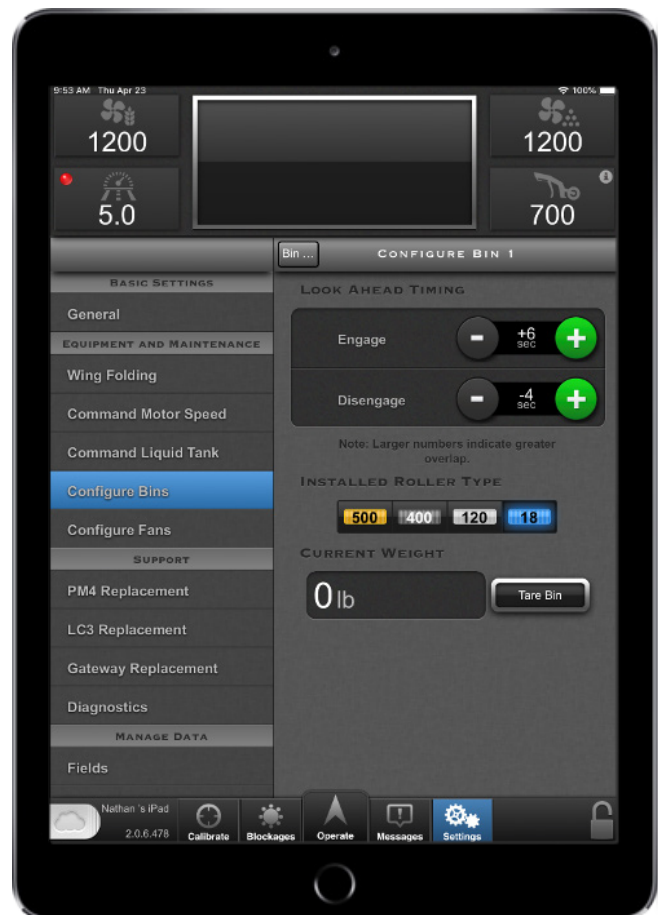 9:53 AM Thu Apr 23
100%
1200
1200
5.0
700
Bin ...
CONFIGURE BIN 1
BASIC SETTINGS
General
EQUIPMENT AND MAINTENANCE
Wing Folding
Command Motor Speed
Command Liquid Tank
Configure Bins
Configure Fans
SUPPORT
PM4 Replacement
LC3 Replacement
Gateway Replacement
Diagnostics
MANAGE DATA
Fields
LOOK AHEAD TIMING
Engage - +6 sec +
Disengage - -4 sec +
Note: Larger numbers indicate greater
overlap.
INSTALLED ROLLER TYPE
500 400 120 18
CURRENT WEIGHT
0 lb Tare Bin
Nathan 's iPad
2.0.6.478
Calibrate Blockages Operate Messages Settings